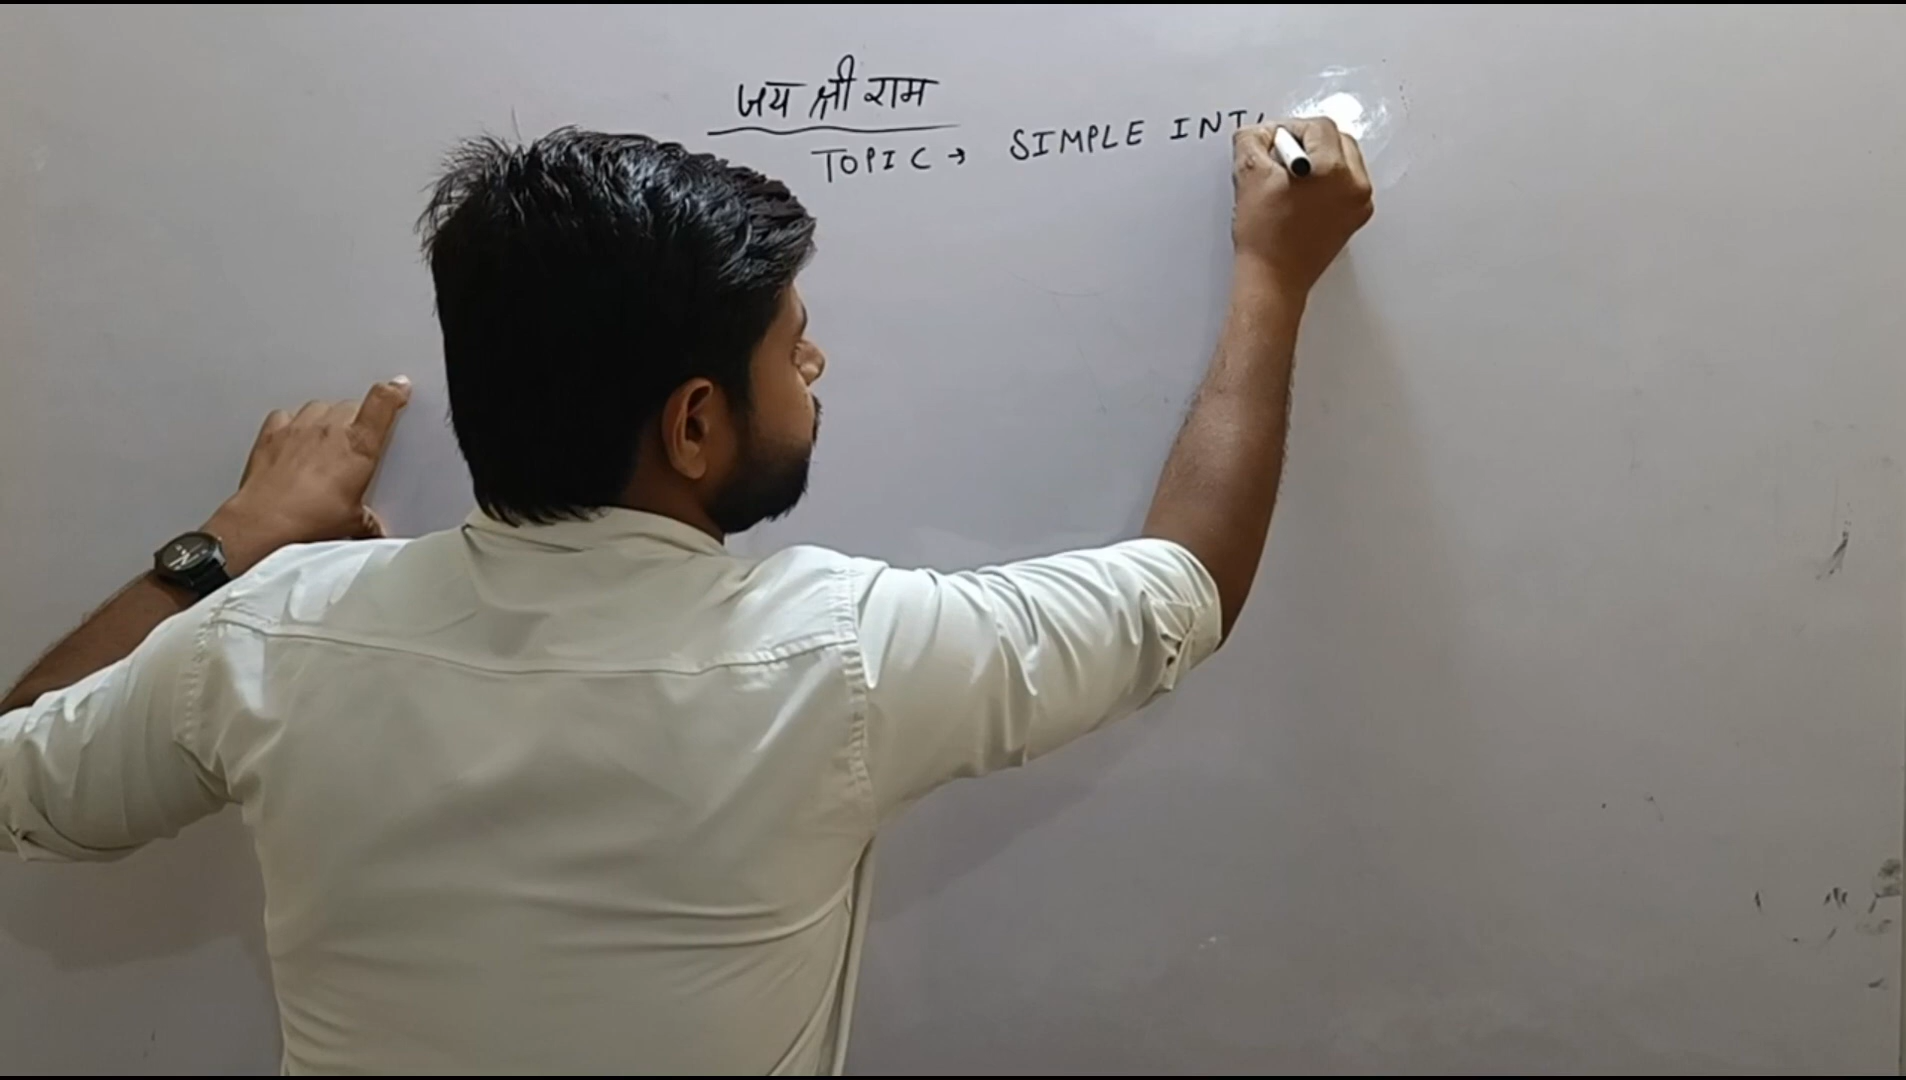 जय श्री राम
TOPIC → SIMPLE INT